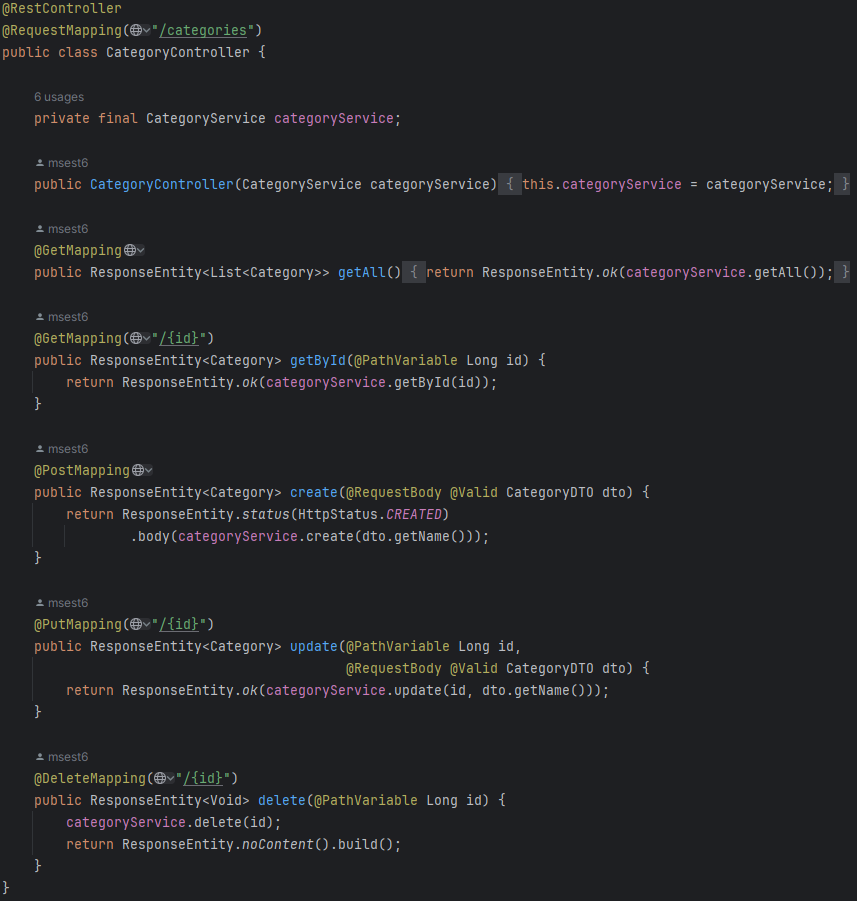 @RestController
@RequestMapping("/categories")
public class CategoryController {
6 usages
private final CategoryService categoryService;
msest6
public CategoryController(CategoryService categoryService) { this.categoryService = categoryService; }
msest6
@GetMapping
public ResponseEntity<List<Category>> getAll() { return ResponseEntity.ok(categoryService.getAll()); }
msest6
@GetMapping("/{id}")
public ResponseEntity<Category> getById(@PathVariable Long id) {
return ResponseEntity.ok(categoryService.getById(id));
}
msest6
@PostMapping
public ResponseEntity<Category> create(@RequestBody @Valid CategoryDTO dto) {
return ResponseEntity.status(HttpStatus.CREATED)
.body(categoryService.create(dto.getName()));
}
msest6
@PutMapping("/{id}")
public ResponseEntity<Category> update(@PathVariable Long id,
@RequestBody @Valid CategoryDTO dto) {
return ResponseEntity.ok(categoryService.update(id, dto.getName()));
}
msest6
@DeleteMapping("/{id}")
public ResponseEntity<Void> delete(@PathVariable Long id) {
categoryService.delete(id);
return ResponseEntity.noContent().build();
}
}